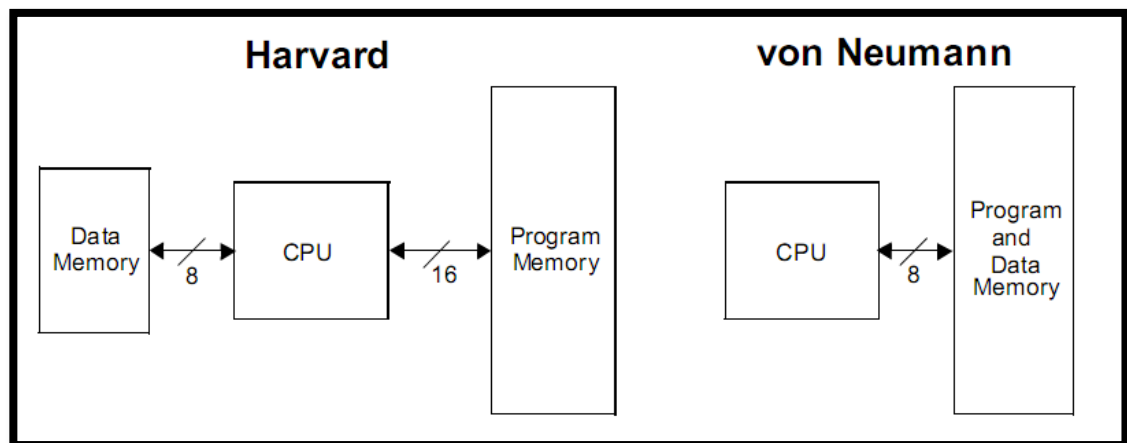 Harvard
von Neumann
Data
Memory
8
CPU
16
Program
Memory
CPU
8
Program
and
Data
Memory